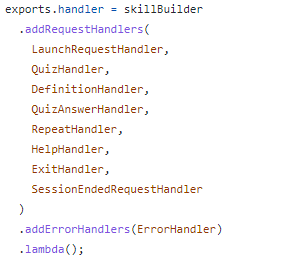 exports.handler = skillBuilder
  .addRequestHandlers(
    LaunchRequestHandler,
    QuizHandler,
    DefinitionHandler,
    QuizAnswerHandler,
    RepeatHandler,
    HelpHandler,
    ExitHandler,
    SessionEndedRequestHandler
  )
  .addErrorHandlers(ErrorHandler)
  .lambda();